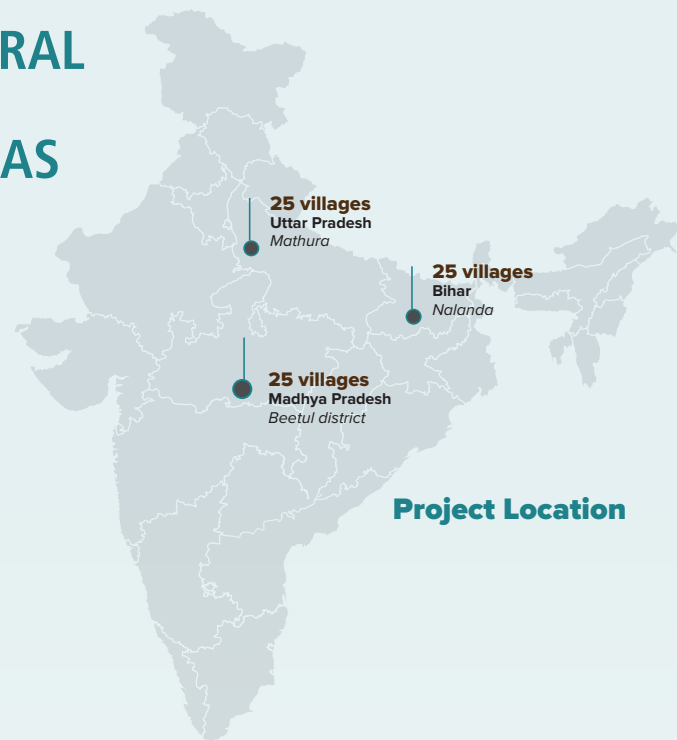 RAL
AS
25 villages
Uttar Pradesh
Mathura
25 villages
Bihar
Nalanda
25 villages
Madhya Pradesh
Beetul district
Project Location